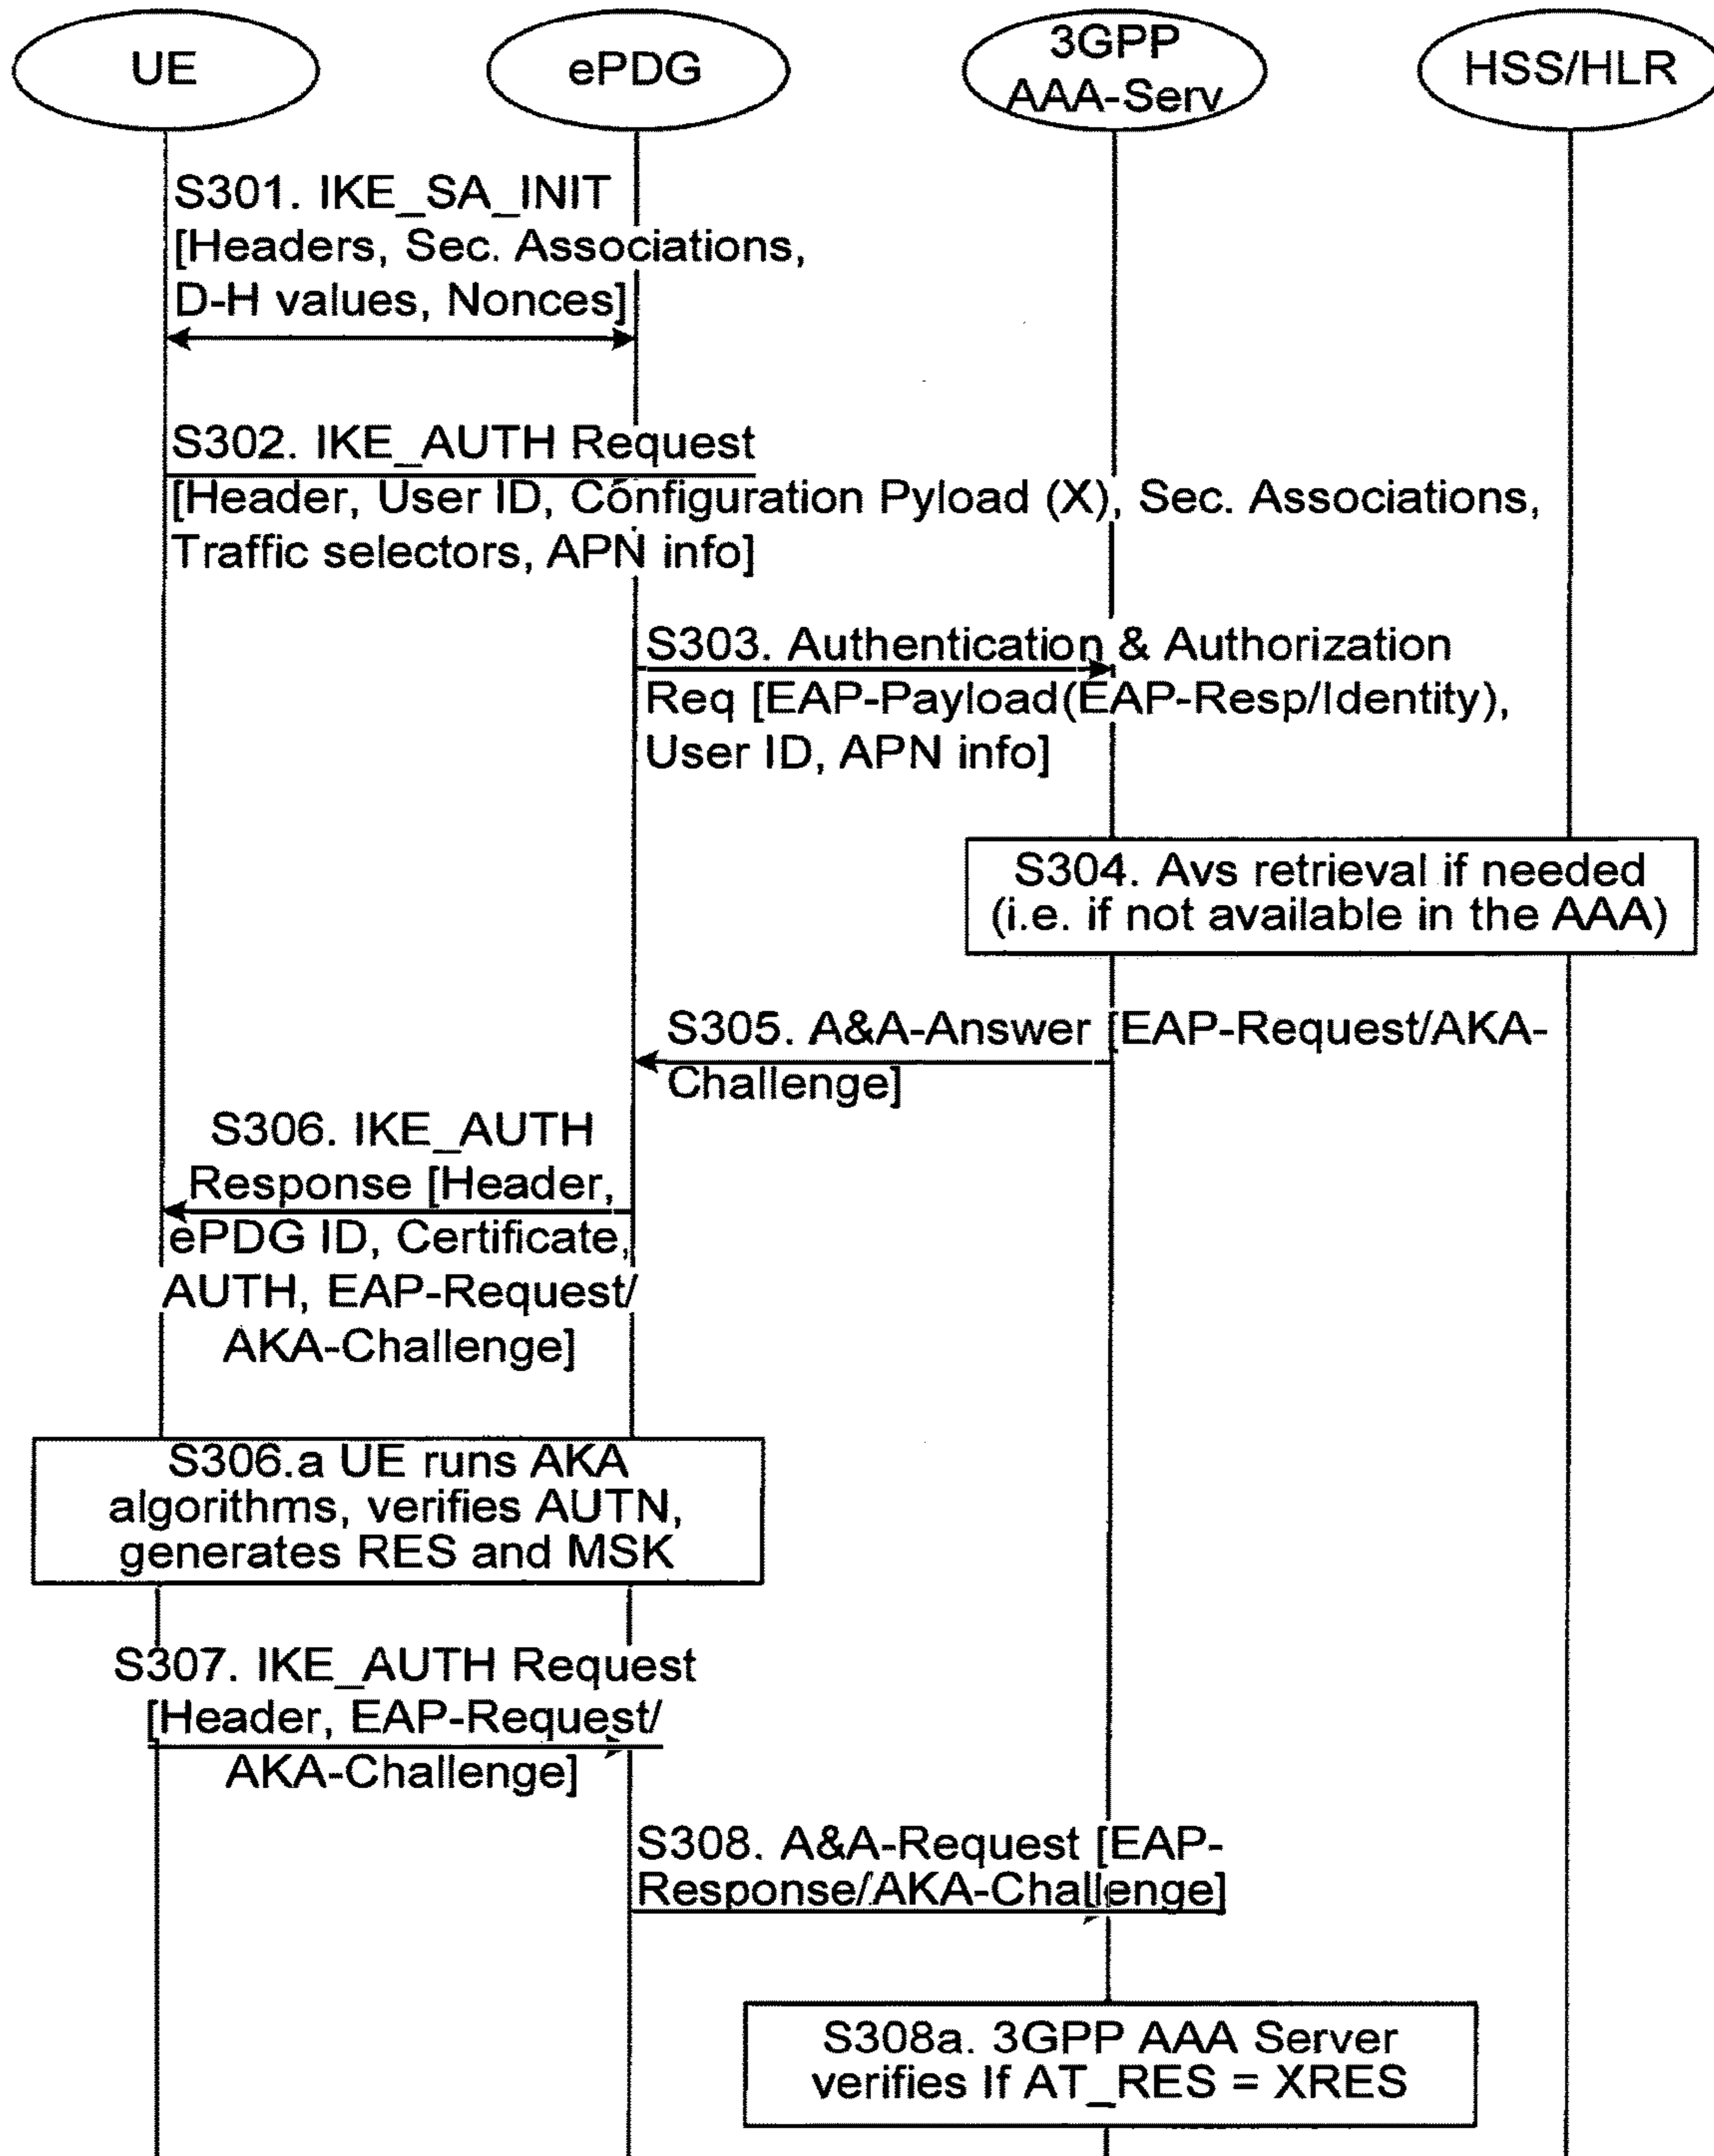 UE
ePDG
3GPP
AAA-Serv
HSS/HLR
S301. IKE_SA_INIT
[Headers, Sec. Associations,
D-H values, Nonces]
S302. IKE_AUTH Request
[Header, User ID, Configuration Pyload (X), Sec. Associations,
Traffic selectors, APN info]
S303. Authentication & Authorization
Req [EAP-Payload(EAP-Resp/Identity),
User ID, APN info]
S304. Avs retrieval if needed
(i.e. if not available in the AAA)
S305. A&A-Answer [EAP-Request/AKA-
Challenge]
S306. IKE_AUTH
Response [Header,
ePDG ID, Certificate,
AUTH, EAP-Request/
AKA-Challenge]
S306.a UE runs AKA
algorithms, verifies AUTN,
generates RES and MSK
S307. IKE_AUTH Request
[Header, EAP-Request/
AKA-Challenge]
S308. A&A-Request [EAP-
Response/AKA-Challenge]
S308a. 3GPP AAA Server
verifies If AT_RES = XRES